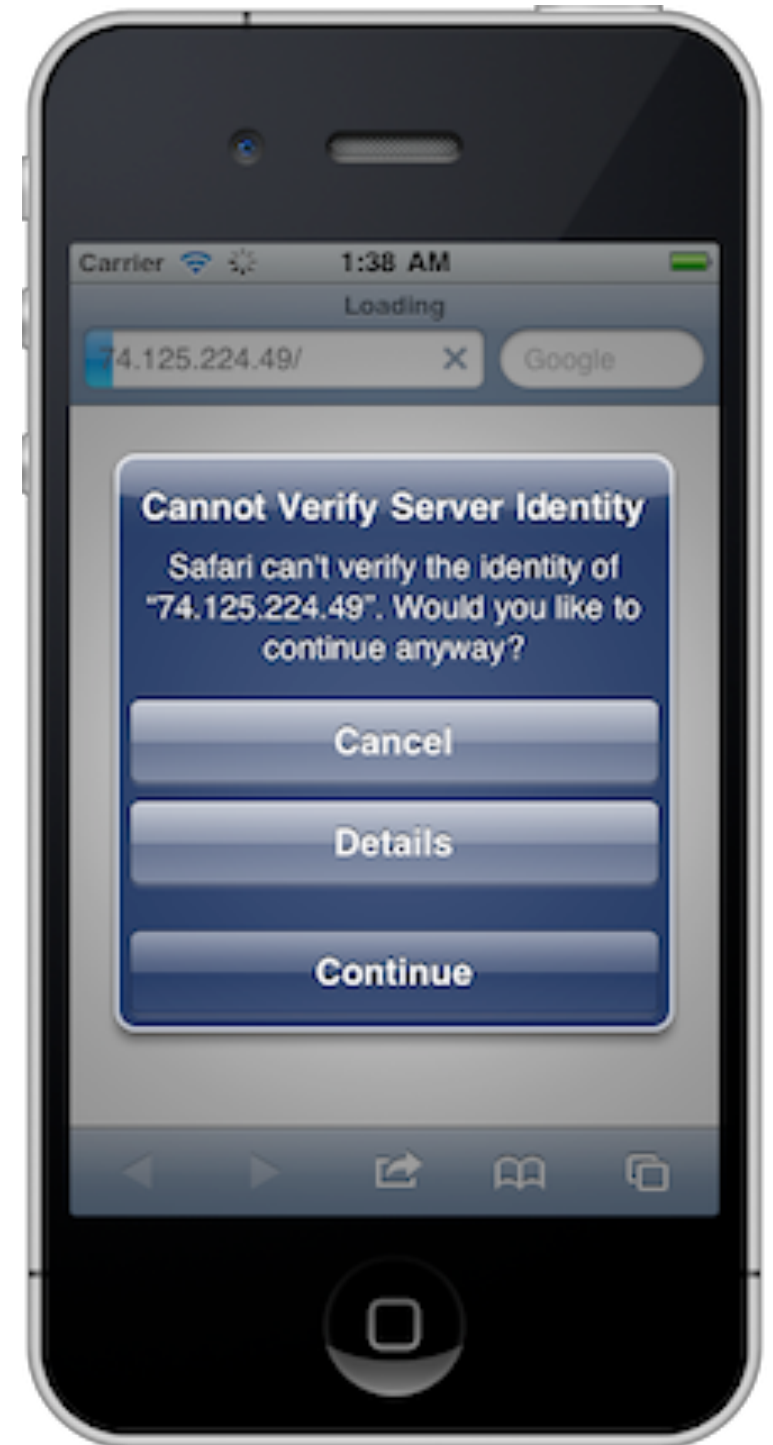 Carrier 1:38 AM
Loading
74.125.224.49/ Google
Cannot Verify Server Identity
Safari can't verify the identity of
“74.125.224.49”. Would you like to
continue anyway?
Cancel
Details
Continue